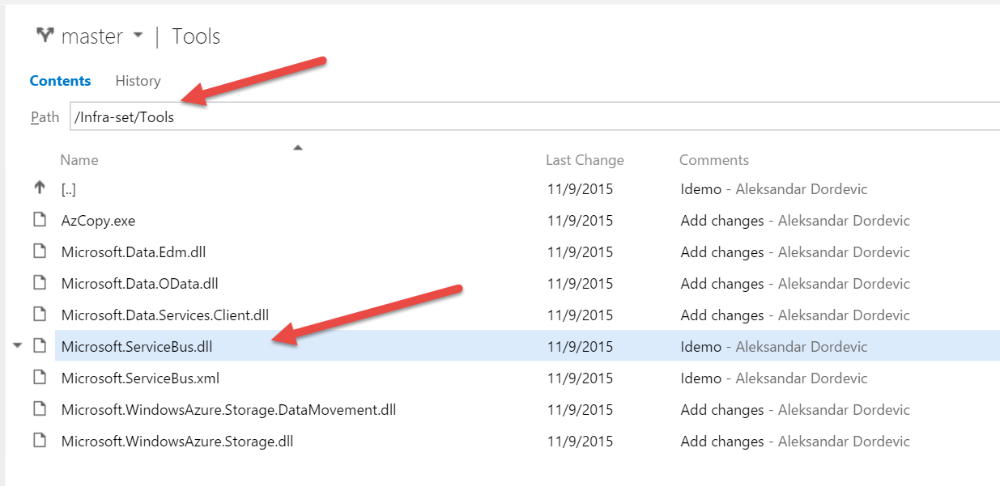 master | Tools
Contents History
Path /Infra-set/Tools
Name Last Change Comments
[..] 11/9/2015 Idemo - Aleksandar Dordevic
AzCopy.exe 11/9/2015 Add changes - Aleksandar Dordevic
Microsoft.Data.Edm.dll 11/9/2015 Add changes - Aleksandar Dordevic
Microsoft.Data.OData.dll 11/9/2015 Add changes - Aleksandar Dordevic
Microsoft.Data.Services.Client.dll 11/9/2015 Add changes - Aleksandar Dordevic
Microsoft.ServiceBus.dll 11/9/2015 Idemo - Aleksandar Dordevic
Microsoft.ServiceBus.xml 11/9/2015 Idemo - Aleksandar Dordevic
Microsoft.WindowsAzure.Storage.DataMovement.dll 11/9/2015 Add changes - Aleksandar Dordevic
Microsoft.WindowsAzure.Storage.dll 11/9/2015 Add changes - Aleksandar Dordevic